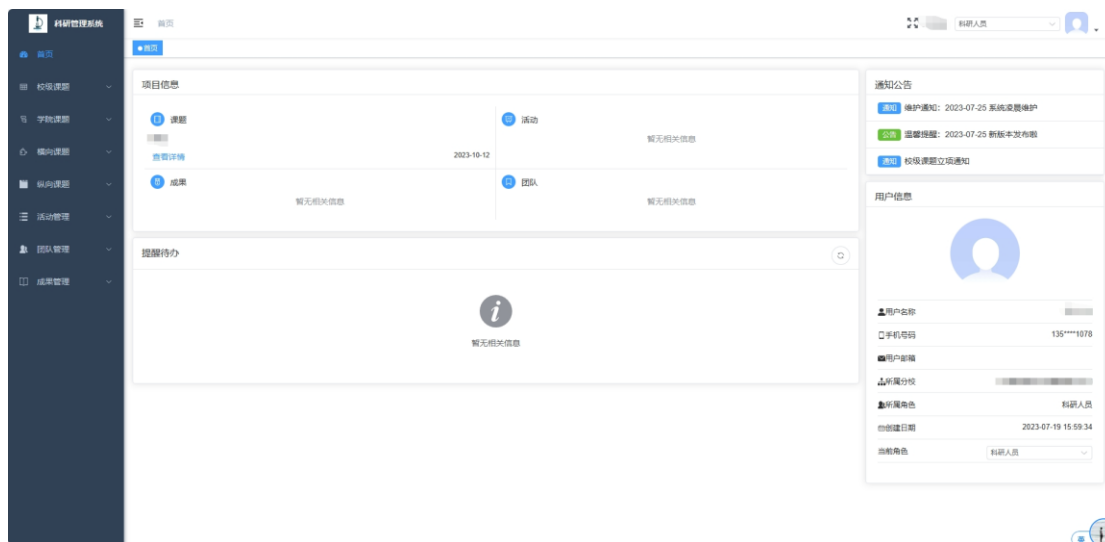 科研管理系统
首页
校级课题
学院课题
横向课题
纵向课题
活动管理
团队管理
成果管理
首页
科研人员
首页
项目信息
课题
查看详情
2023-10-12
活动
暂无相关信息
成果
暂无相关信息
团队
暂无相关信息
提醒待办
暂无相关信息
通知公告
通知 维护通知：2023-07-25 系统凌晨维护
公告 温馨提醒：2023-07-25 新版本发布啦
通知 校级课题立项通知
用户信息
用户名称
手机号码 135****1078
用户邮箱
所属分校
所属角色 科研人员
创建日期 2023-07-19 15:59:34
当前角色 科研人员
英